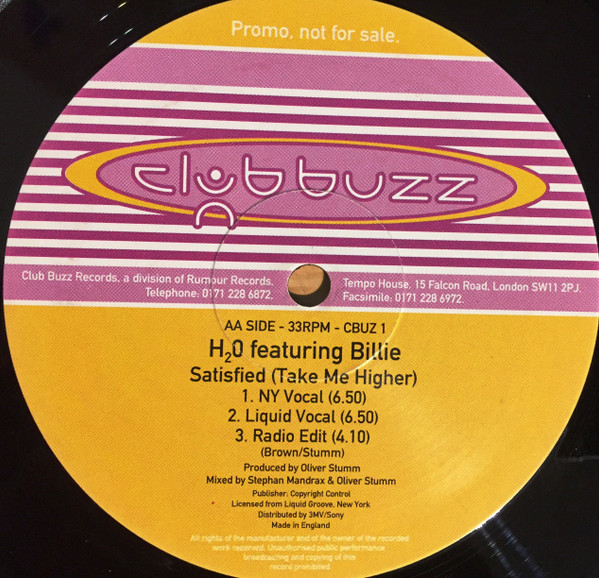 Promo, not for sale.
club buzz
Club Buzz Records, a division of Rumour Records.
Telephone: 0171 228 6872.
Tempo House, 15 Falcon Road, London SW11 2PJ.
Facsimile: 0171 228 6972.
AA SIDE - 33RPM - CBUZ 1
H₂0 featuring Billie
Satisfied (Take Me Higher)
1. NY Vocal (6.50)
2. Liquid Vocal (6.50)
3. Radio Edit (4.10)
(Brown/Stumm)
Produced by Oliver Stumm
Mixed by Stephan Mandrax & Oliver Stumm
Publisher: Copyright Control
Licensed from Liquid Groove, New York
Distributed by 3MV/Sony
Made in England
All rights of the manufacturer and of the owner of the recorded
work reserved. Unauthorised public performance
broadcasting and copying of this
record prohibited.